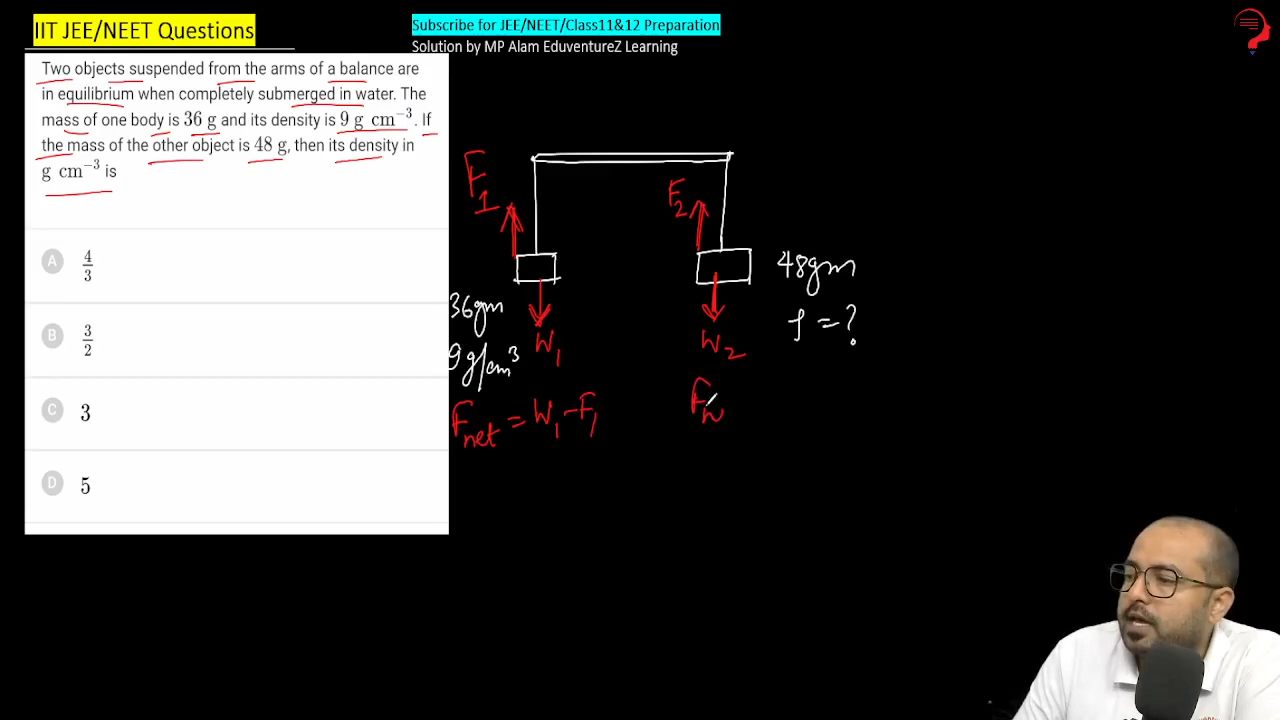 IIT JEE/NEET Questions
Subscribe for JEE/NEET/Class11&12 Preparation
Solution by MP Alam EduventureZ Learning
Two objects suspended from the arms of a balance are
in equilibrium when completely submerged in water. The
mass of one body is 36 g and its density is 9 g cm⁻³. If
the mass of the other object is 48 g, then its density in
g cm⁻³ is
A 4/3
B 3/2
C 3
D 5
F₁
F₂
48gm
ρ = ?
36gm
9g/cm³
W₁
W₂
F_net = W₁ - F₁
F_n